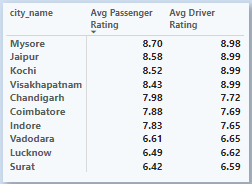 city_name Avg Passenger Rating Avg Driver Rating
Mysore 8.70 8.98
Jaipur 8.58 8.99
Kochi 8.52 8.99
Visakhapatnam 8.43 8.99
Chandigarh 7.98 7.72
Coimbatore 7.88 7.69
Indore 7.83 7.65
Vadodara 6.61 6.65
Lucknow 6.49 6.62
Surat 6.42 6.59